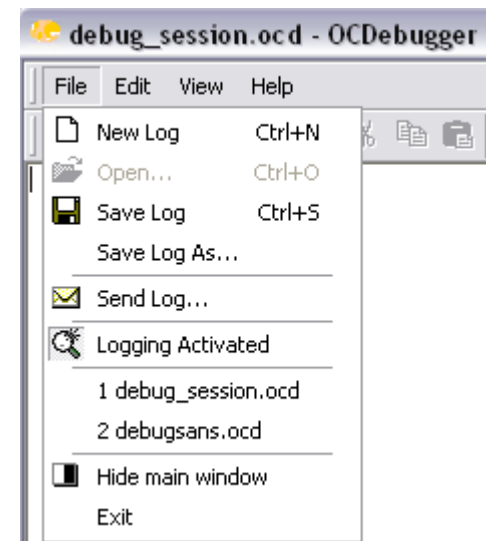 debug_session.ocd - OCDebugger
File Edit View Help
New Log Ctrl+N
Open... Ctrl+O
Save Log Ctrl+S
Save Log As...
Send Log...
Logging Activated
1 debug_session.ocd
2 debugsans.ocd
Hide main window
Exit